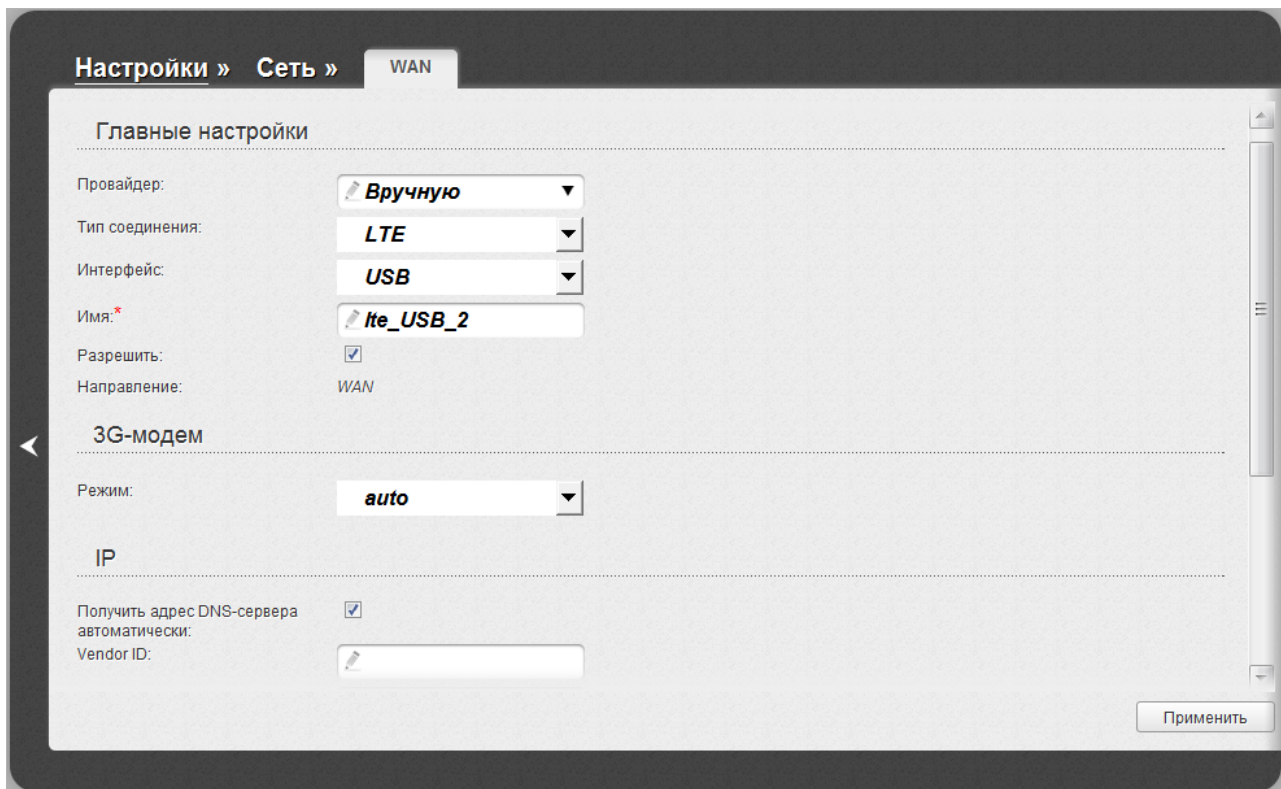 Настройки » Сеть » WAN
Главные настройки
Провайдер: Вручную
Тип соединения: LTE
Интерфейс: USB
Имя:* lte_USB_2
Разрешить:
Направление: WAN
3G-модем
Режим: auto
IP
Получить адрес DNS-сервера
автоматически:
Vendor ID:
Применить